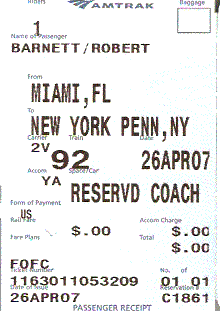 Riders AMTRAK Baggage
1
Name of Passenger
BARNETT/ROBERT
From
MIAMI,FL
To
NEW YORK PENN,NY
Carrier Train Date
2V 92 26APR07
Accom Space/Car
YA RESERVD COACH
Form of Payment
US
Rail Fare Accom Charge
$.00 $.00
Fare Plans Total
$.00
FOFC
Ticket Number No. of
1163011053209 01 01
Date of Issue Reservation #
26APR07 C1861
PASSENGER RECEIPT